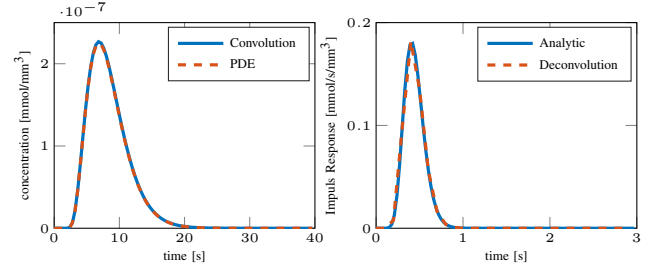 ·10⁻⁷
2
1
0
0 10 20 30 40
time [s]
concentration [mmol/mm³]
Convolution
PDE
0.2
0.1
0
0 1 2 3
time [s]
Impuls Response [mmol/s/mm³]
Analytic
Deconvolution